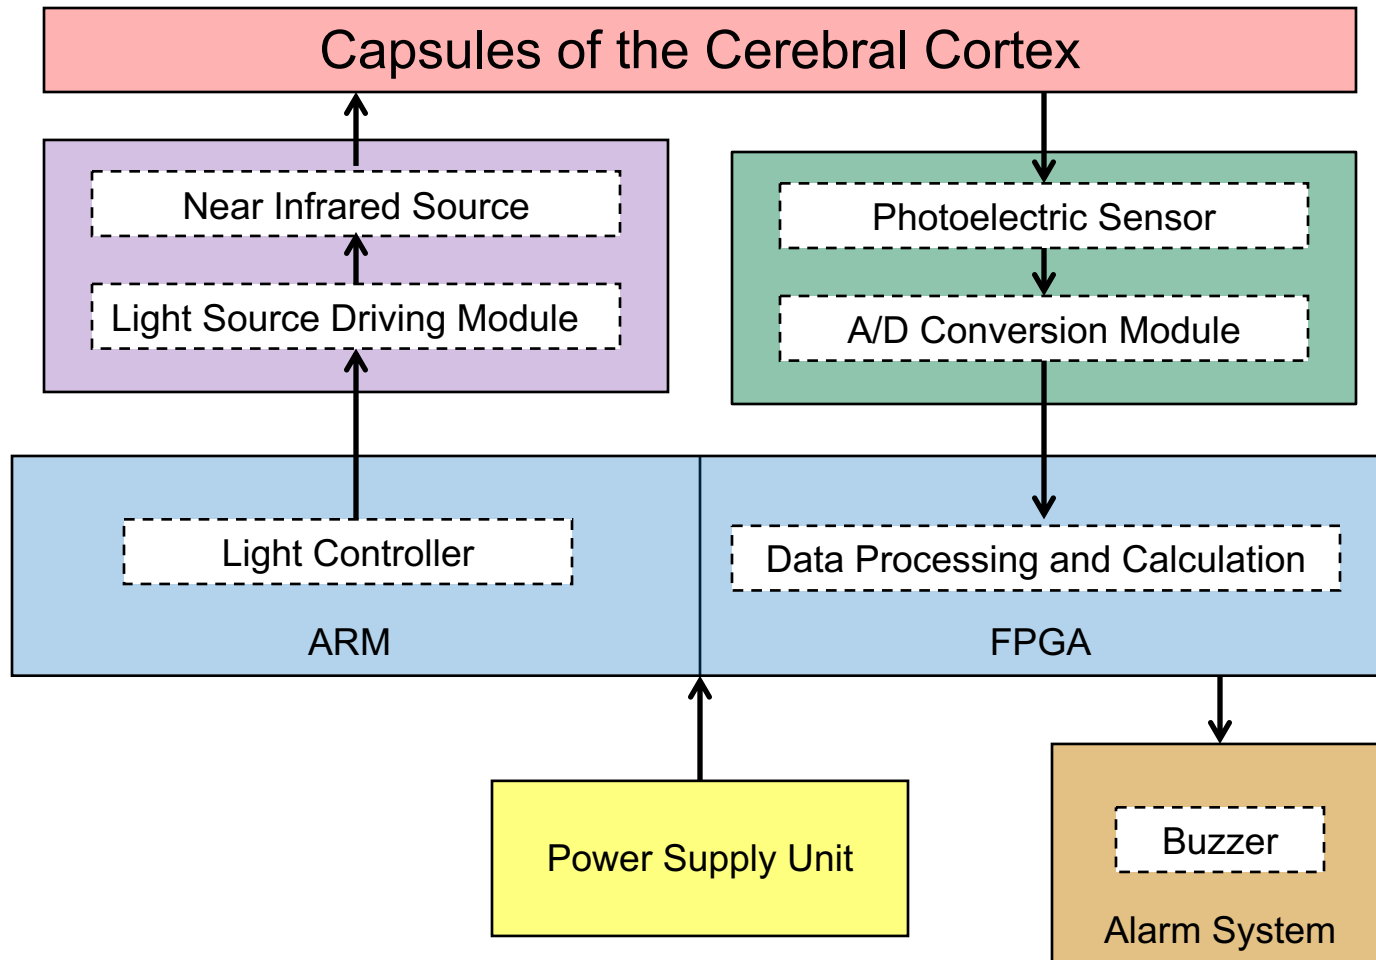 Capsules of the Cerebral Cortex
Near Infrared Source
Light Source Driving Module
Photoelectric Sensor
A/D Conversion Module
Light Controller
ARM
Data Processing and Calculation
FPGA
Power Supply Unit
Buzzer
Alarm System